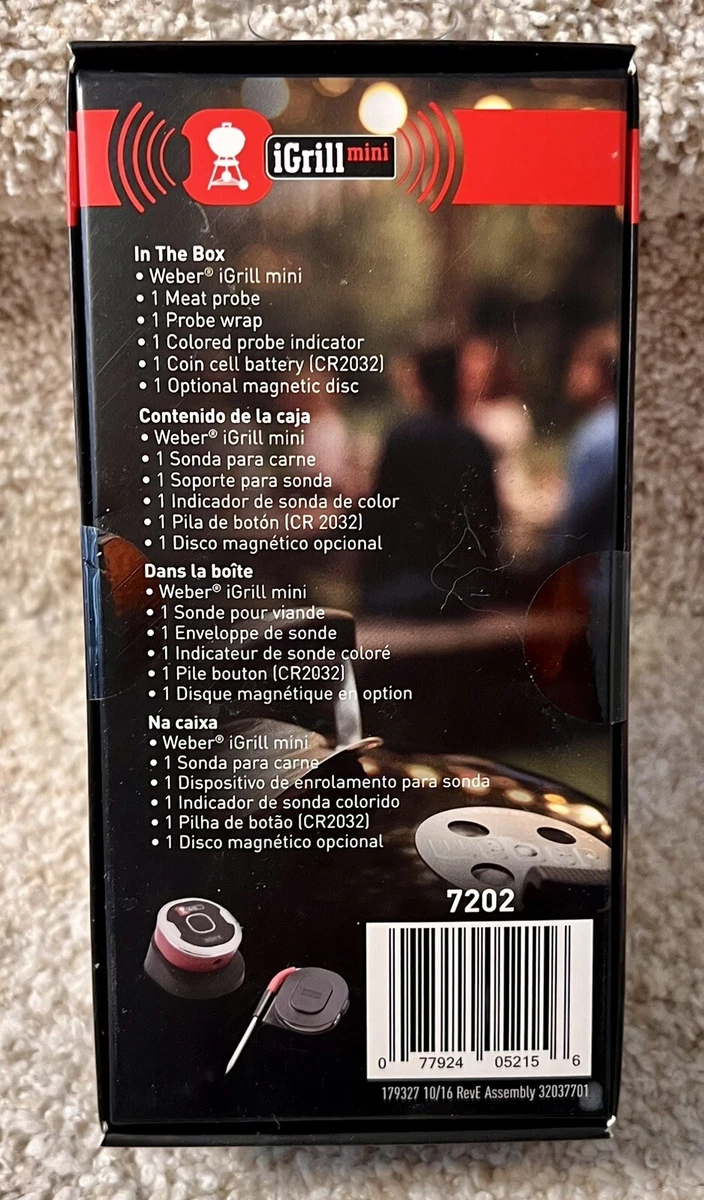 iGrill mini
In The Box
• Weber® iGrill mini
• 1 Meat probe
• 1 Probe wrap
• 1 Colored probe indicator
• 1 Coin cell battery (CR2032)
• 1 Optional magnetic disc
Contenido de la caja
• Weber® iGrill mini
• 1 Sonda para carne
• 1 Soporte para sonda
• 1 Indicador de sonda de color
• 1 Pila de botón (CR 2032)
• 1 Disco magnético opcional
Dans la boîte
• Weber® iGrill mini
• 1 Sonde pour viande
• 1 Enveloppe de sonde
• 1 Indicateur de sonde coloré
• 1 Pile bouton (CR2032)
• 1 Disque magnétique en option
Na caixa
• Weber® iGrill mini
• 1 Sonda para carne
• 1 Dispositivo de enrolamento para sonda
• 1 Indicador de sonda colorido
• 1 Pilha de botão (CR2032)
• 1 Disco magnético opcional
7202
0 77924 05215 6
179327 10/16 RevE Assembly 32037701